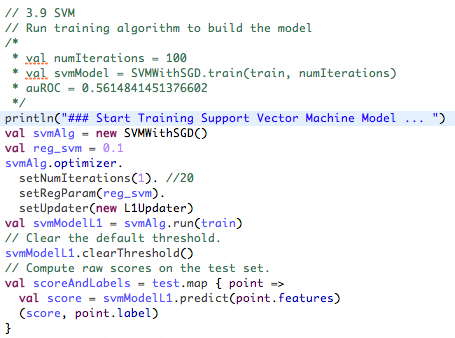 // 3.9 SVM
// Run training algorithm to build the model
/*
 * val numIterations = 100
 * val svmModel = SVMWithSGD.train(train, numIterations)
 * auROC = 0.5614841451376602
 */
println("### Start Training Support Vector Machine Model ... ")
val svmAlg = new SVMWithSGD()
val reg_svm = 0.1
svmAlg.optimizer.
  setNumIterations(1). //20
  setRegParam(reg_svm).
  setUpdater(new L1Updater)
val svmModelL1 = svmAlg.run(train)
// Clear the default threshold.
svmModelL1.clearThreshold()
// Compute raw scores on the test set.
val scoreAndLabels = test.map { point =>
  val score = svmModelL1.predict(point.features)
  (score, point.label)
}